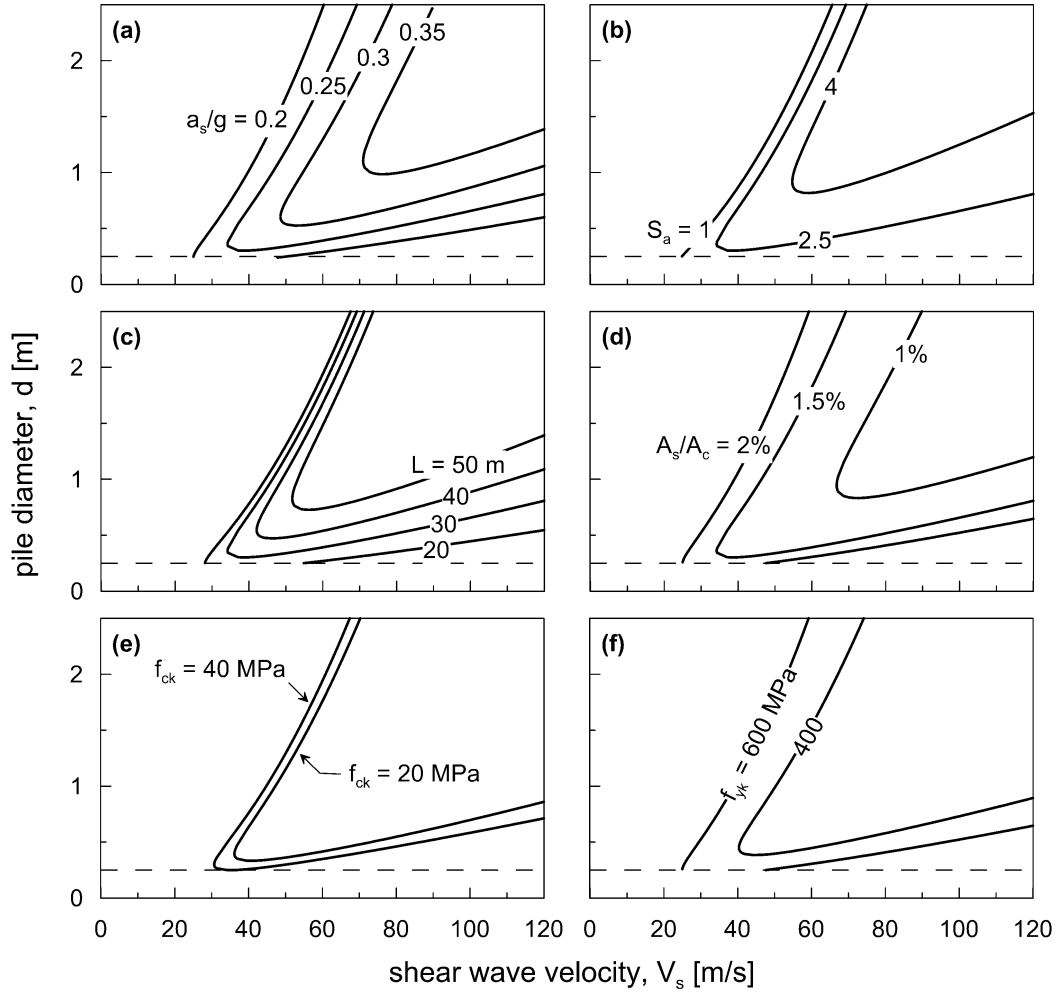 (a)
a_s/g = 0.2
0.25
0.3
0.35
(b)
S_a = 1
2.5
4
(c)
L = 50 m
40
30
20
(d)
A_s/A_c = 2%
1.5%
1%
(e)
f_ck = 40 MPa
f_ck = 20 MPa
(f)
f_yk = 600 MPa
400
2
1
0
2
1
0
2
1
0
pile diameter, d [m]
0 20 40 60 80 100 120
0 20 40 60 80 100 120
shear wave velocity, V_s [m/s]